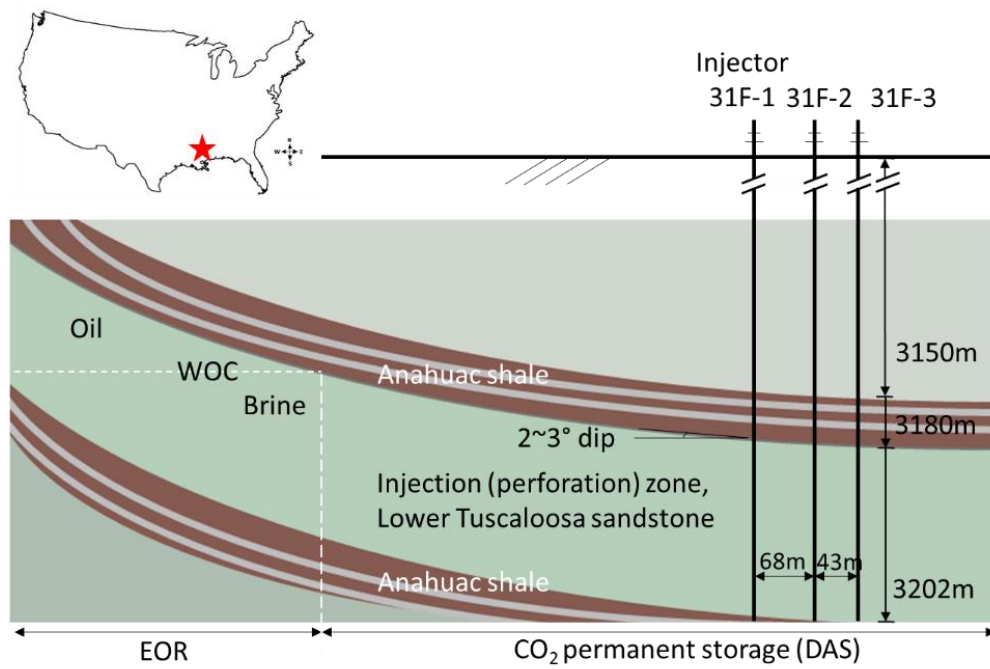 Injector
31F-1 31F-2 31F-3
N
W E
S
Oil
WOC
Brine
Anahuac shale
2~3° dip
3150m
3180m
Injection (perforation) zone,
Lower Tuscaloosa sandstone
68m 43m
3202m
Anahuac shale
EOR
CO₂ permanent storage (DAS)